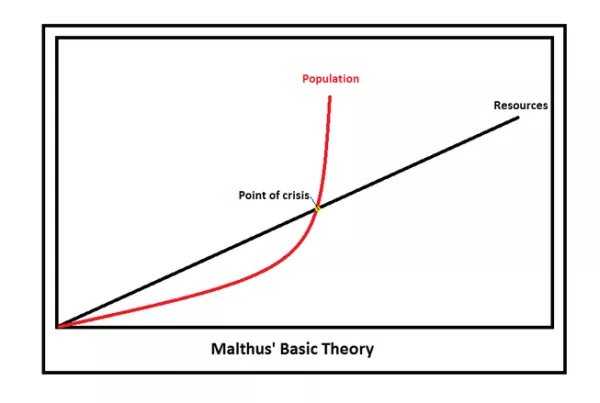 Population
Resources
Point of crisis
Malthus' Basic Theory